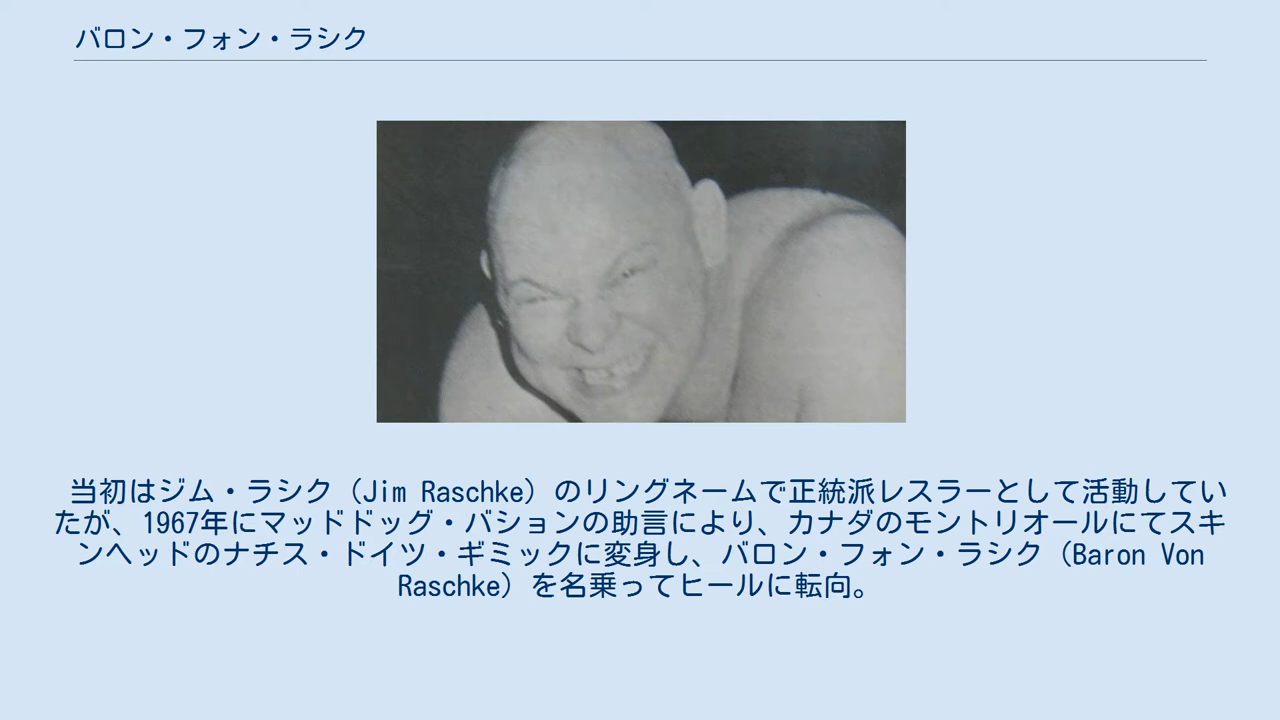 バロン・フォン・ラシク
当初はジム・ラシク（Jim Raschke）のリングネームで正統派レスラーとして活動してい
たが、1967年にマッドドッグ・バションの助言により、カナダのモントリオールにてスキ
ンヘッドのナチス・ドイツ・ギミックに変身し、バロン・フォン・ラシク（Baron Von
Raschke）を名乗ってヒールに転向。